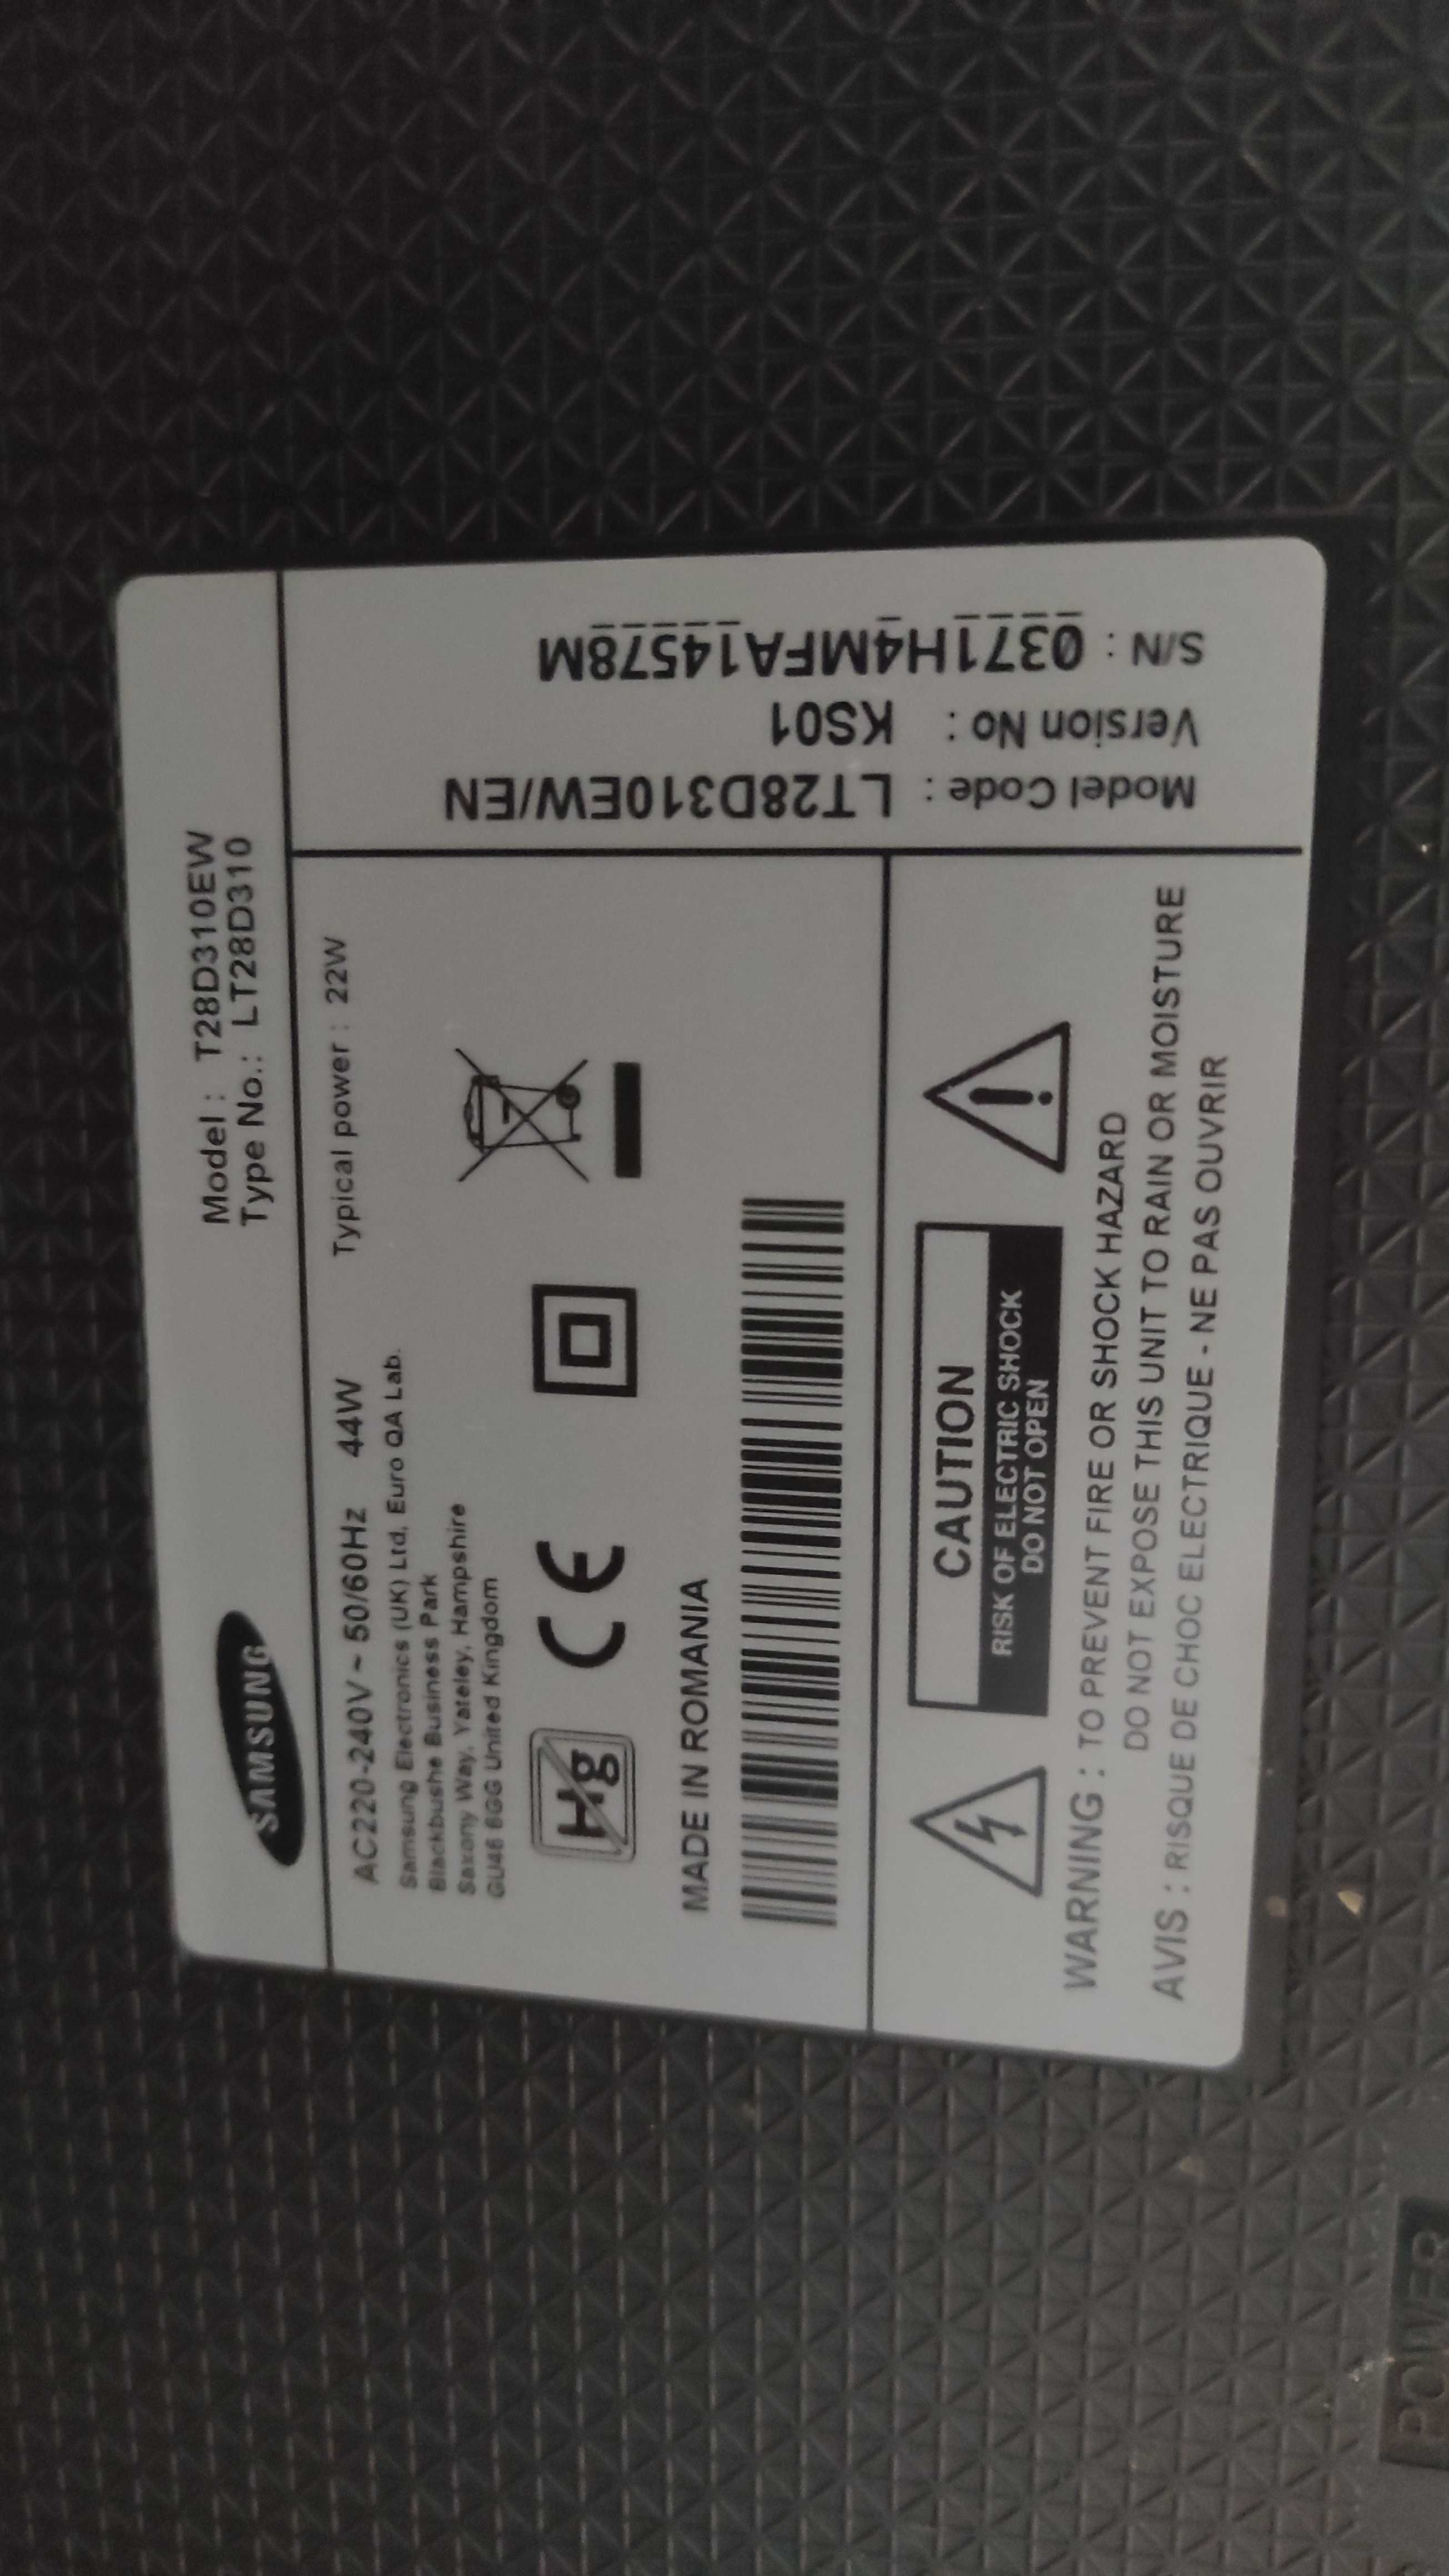 SAMSUNG
Model : T28D310EW
Type No.: LT28D310
AC220-240V ~ 50/60Hz 44W
Typical power : 22W
Samsung Electronics (UK) Ltd, Euro QA Lab.
Blackbushe Business Park
Saxony Way, Yateley, Hampshire
GU46 6GG United Kingdom
Hg
CE
MADE IN ROMANIA
CAUTION
RISK OF ELECTRIC SHOCK
DO NOT OPEN
WARNING : TO PREVENT FIRE OR SHOCK HAZARD
DO NOT EXPOSE THIS UNIT TO RAIN OR MOISTURE
AVIS : RISQUE DE CHOC ELECTRIQUE - NE PAS OUVRIR
Model Code : LT28D310EW/EN
Version No : KS01
S/N : 0371H4MFA14578M
POWER